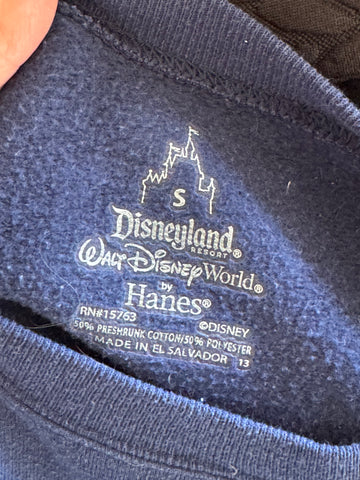 S
Disneyland®
RESORT
Walt Disney World®
by
Hanes®
RN#15763 ©DISNEY
50% PRESHRUNK COTTON/50% POLYESTER
MADE IN EL SALVADOR 13